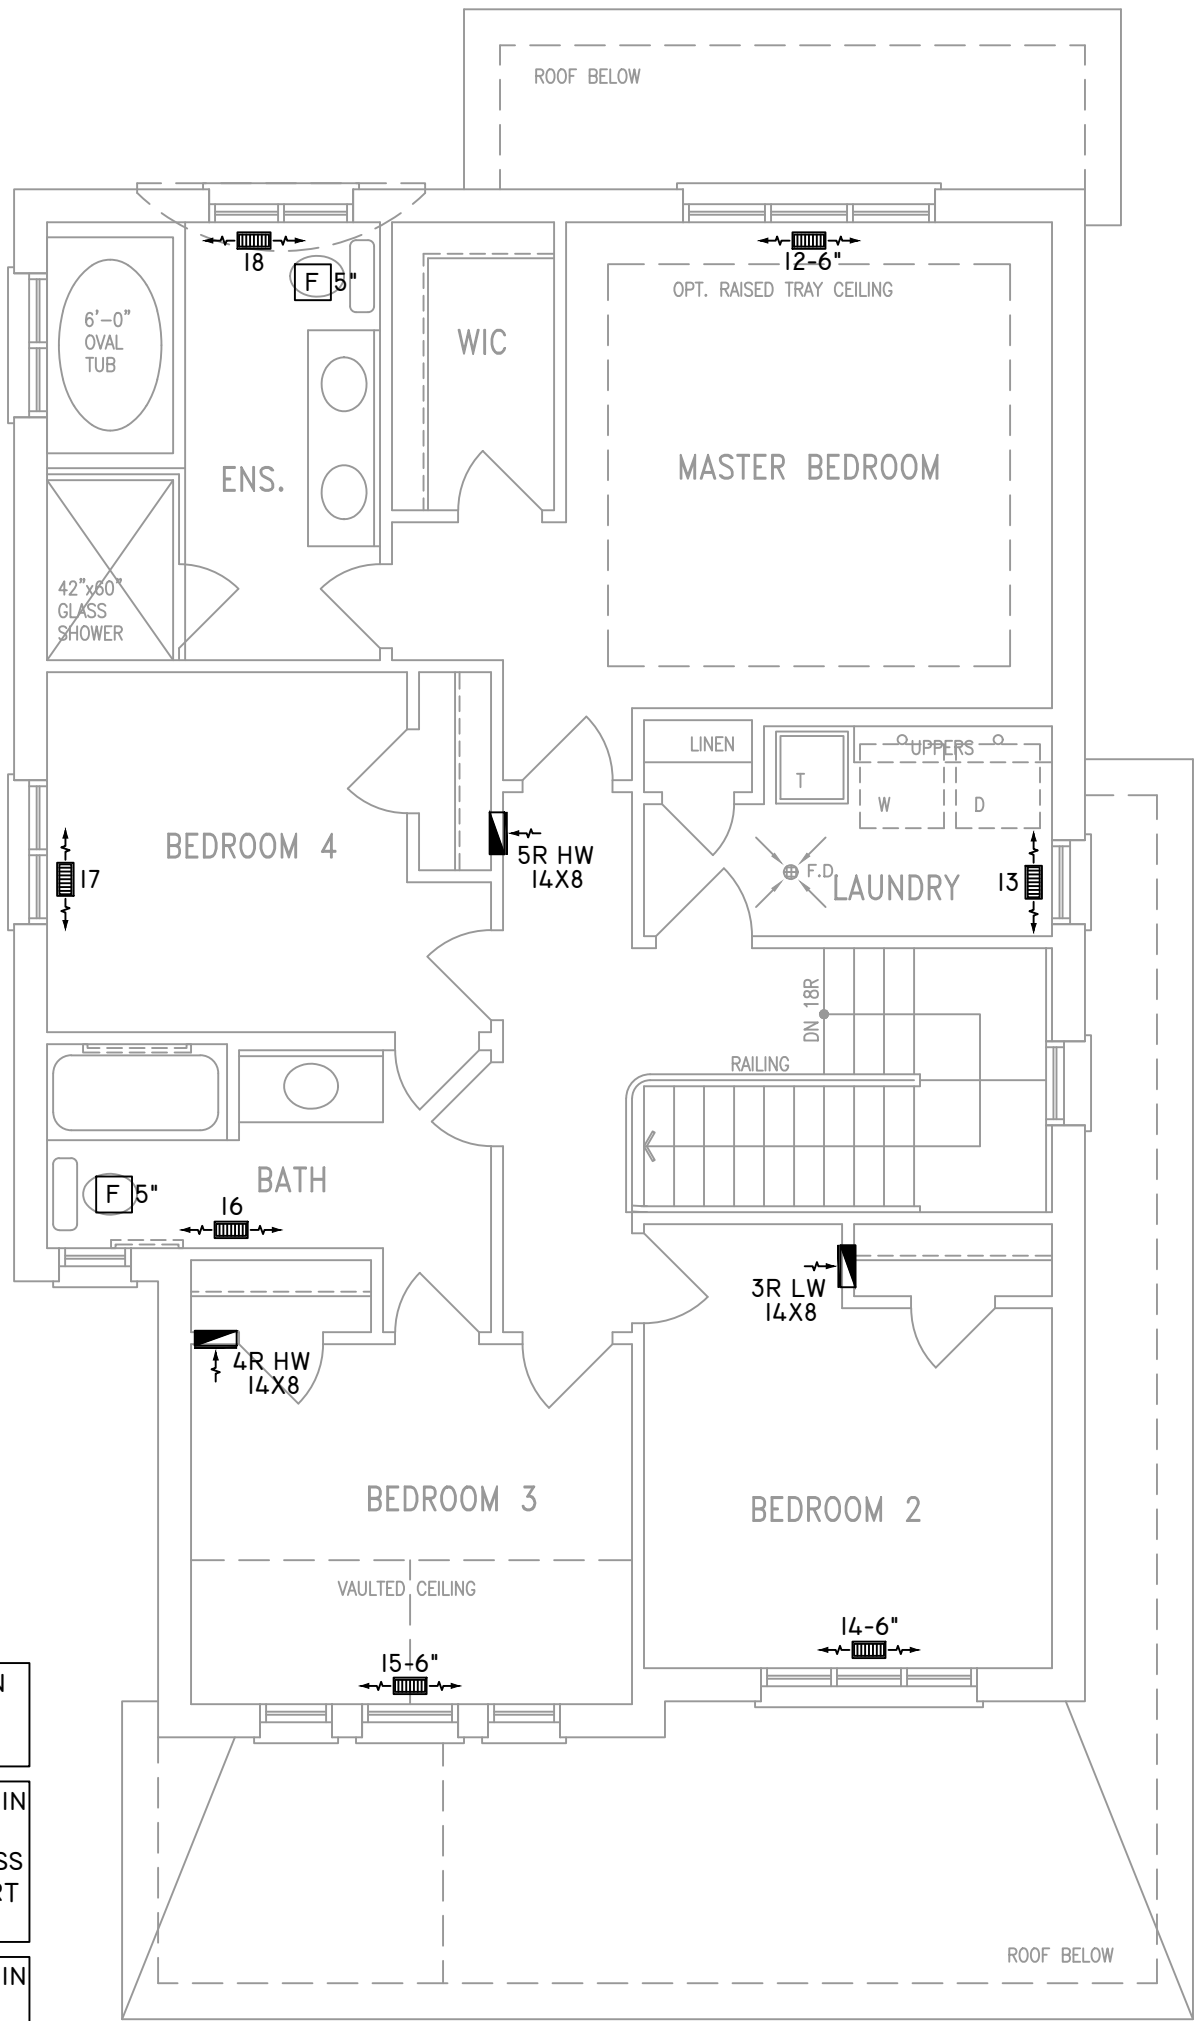 ROOF BELOW
18
F 5"
12-6"
OPT. RAISED TRAY CEILING
6'-0"
OVAL
TUB
WIC
ENS.
MASTER BEDROOM
42"x60"
GLASS
SHOWER
LINEN
UPPERS
T
W
D
BEDROOM 4
5R HW
14X8
F.D.
LAUNDRY
17
13
DN 18R
RAILING
BATH
F 5"
16
3R LW
14X8
4R HW
14X8
BEDROOM 3
BEDROOM 2
VAULTED CEILING
14-6"
15-6"
N
IN
SS
RT
IN
ROOF BELOW